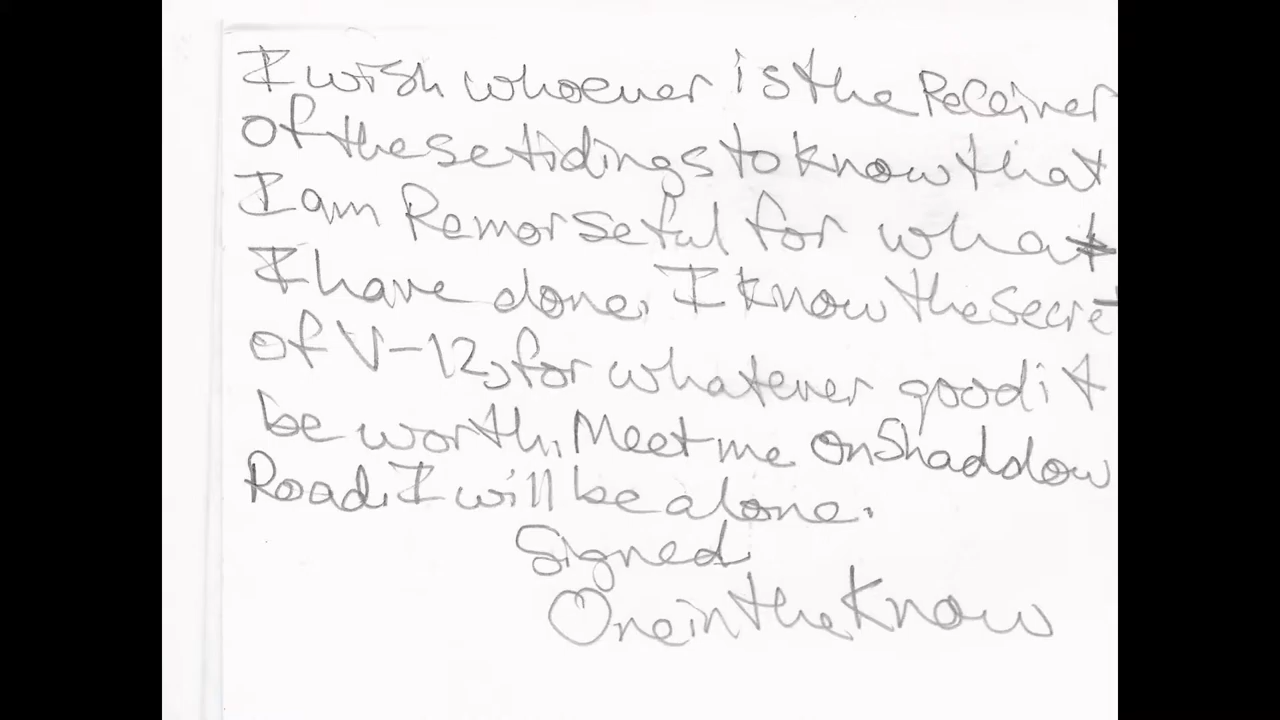 I wish whoever is the Receiver
of these tidings to know that
I am Remorseful for what
I have done. I know the secret
of V-12, for whatever good it
be worth. Meet me on Shaddow
Road. I will be alone.
Signed
One in the Know